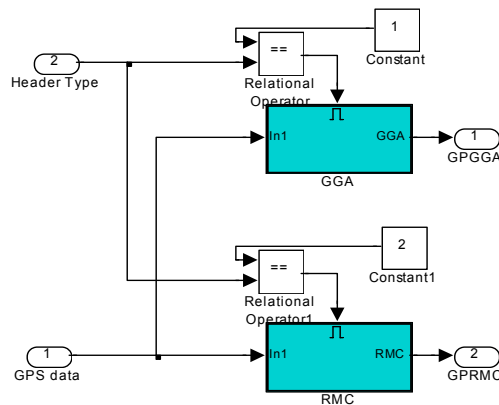 1
Constant
2
Header Type
==
Relational
Operator
In1
GGA
1
GPGGA
GGA
2
Constant1
==
Relational
Operator1
1
GPS data
In1
RMC
2
GPRMC
RMC